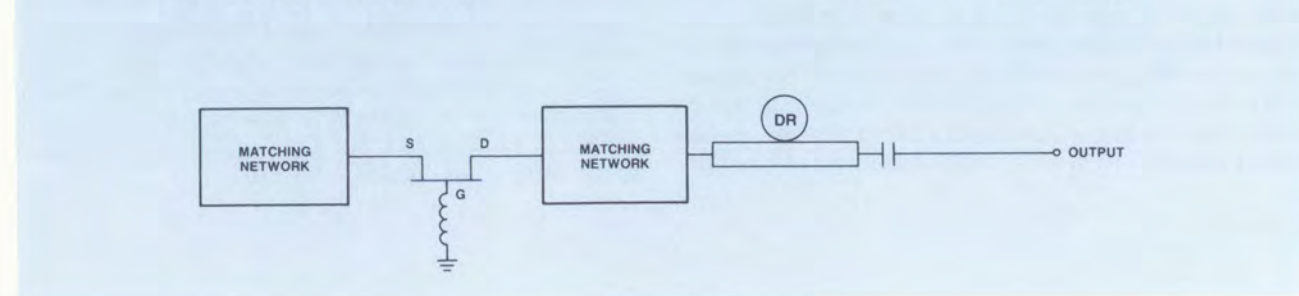 MATCHING
NETWORK
S
D
G
MATCHING
NETWORK
DR
OUTPUT